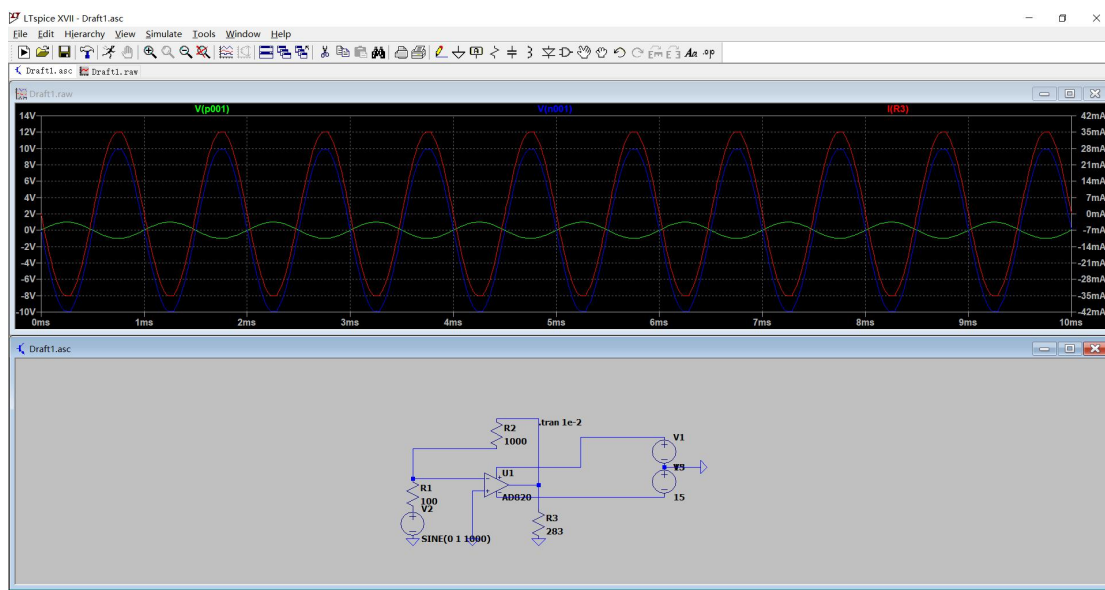 LTspice XVII - Draft1.asc
File Edit Hierarchy View Simulate Tools Window Help
Draft1.asc Draft1.raw
Draft1.raw
V(p001) V(n001) I(R3)
14V 42mA
12V 35mA
10V 28mA
8V 21mA
6V 14mA
4V 7mA
2V 0mA
0V -7mA
-2V -14mA
-4V -21mA
-6V -28mA
-8V -35mA
-10V -42mA
0ms 1ms 2ms 3ms 4ms 5ms 6ms 7ms 8ms 9ms 10ms
Draft1.asc
R2
1000
.tran 1e-2
V1
U1
AD820
15
R1
100
V2
SINE(0 1 1000)
R3
283